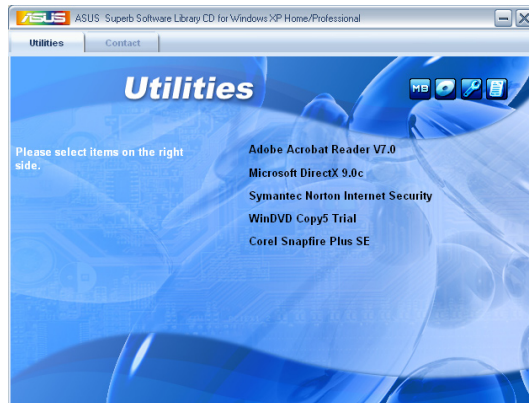 ASUS ASUS Superb Software Library CD for Windows XP Home/Professional
Utilities Contact
Utilities
MB
Please select items on the right
side.
Adobe Acrobat Reader V7.0
Microsoft DirectX 9.0c
Symantec Norton Internet Security
WinDVD Copy5 Trial
Corel Snapfire Plus SE